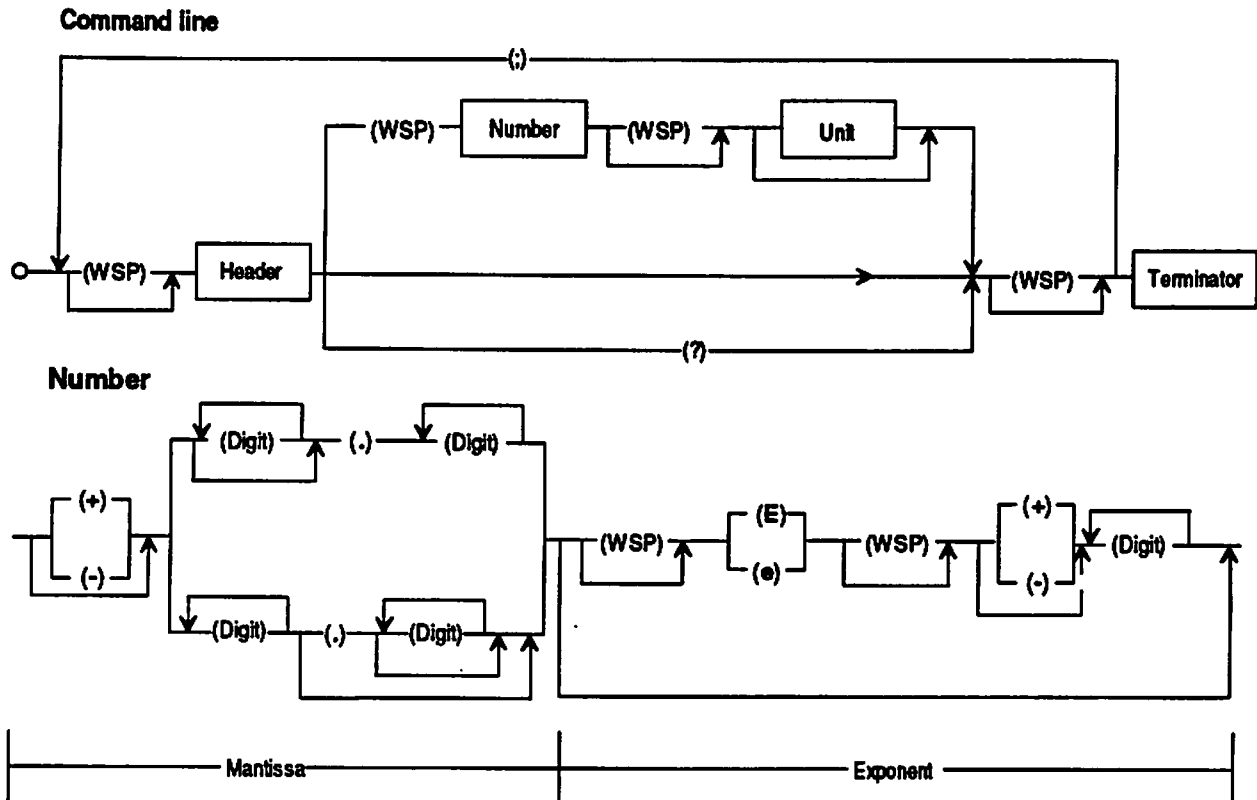 Command line
(;)
(WSP) Number (WSP) Unit
(WSP) Header (WSP) Terminator
(?)
Number
(Digit) (.) (Digit)
(+) (E) (+)
(WSP) (WSP) (Digit)
(-) (e) (-)
(Digit) (.) (Digit)
Mantissa Exponent